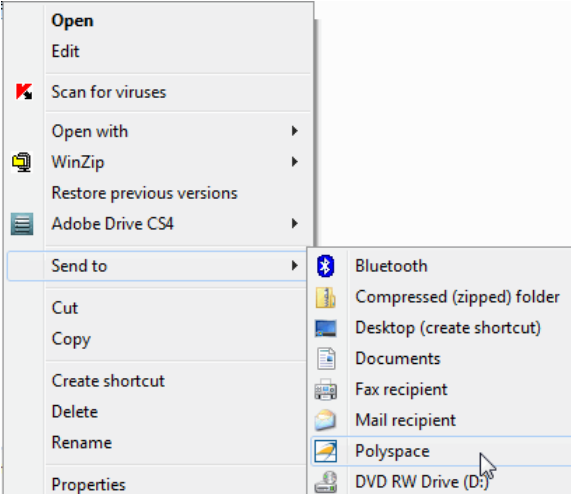 Open
Edit
Scan for viruses
Open with
WinZip
Restore previous versions
Adobe Drive CS4
Send to
Cut
Copy
Create shortcut
Delete
Rename
Properties
Bluetooth
Compressed (zipped) folder
Desktop (create shortcut)
Documents
Fax recipient
Mail recipient
Polyspace
DVD RW Drive (D:)